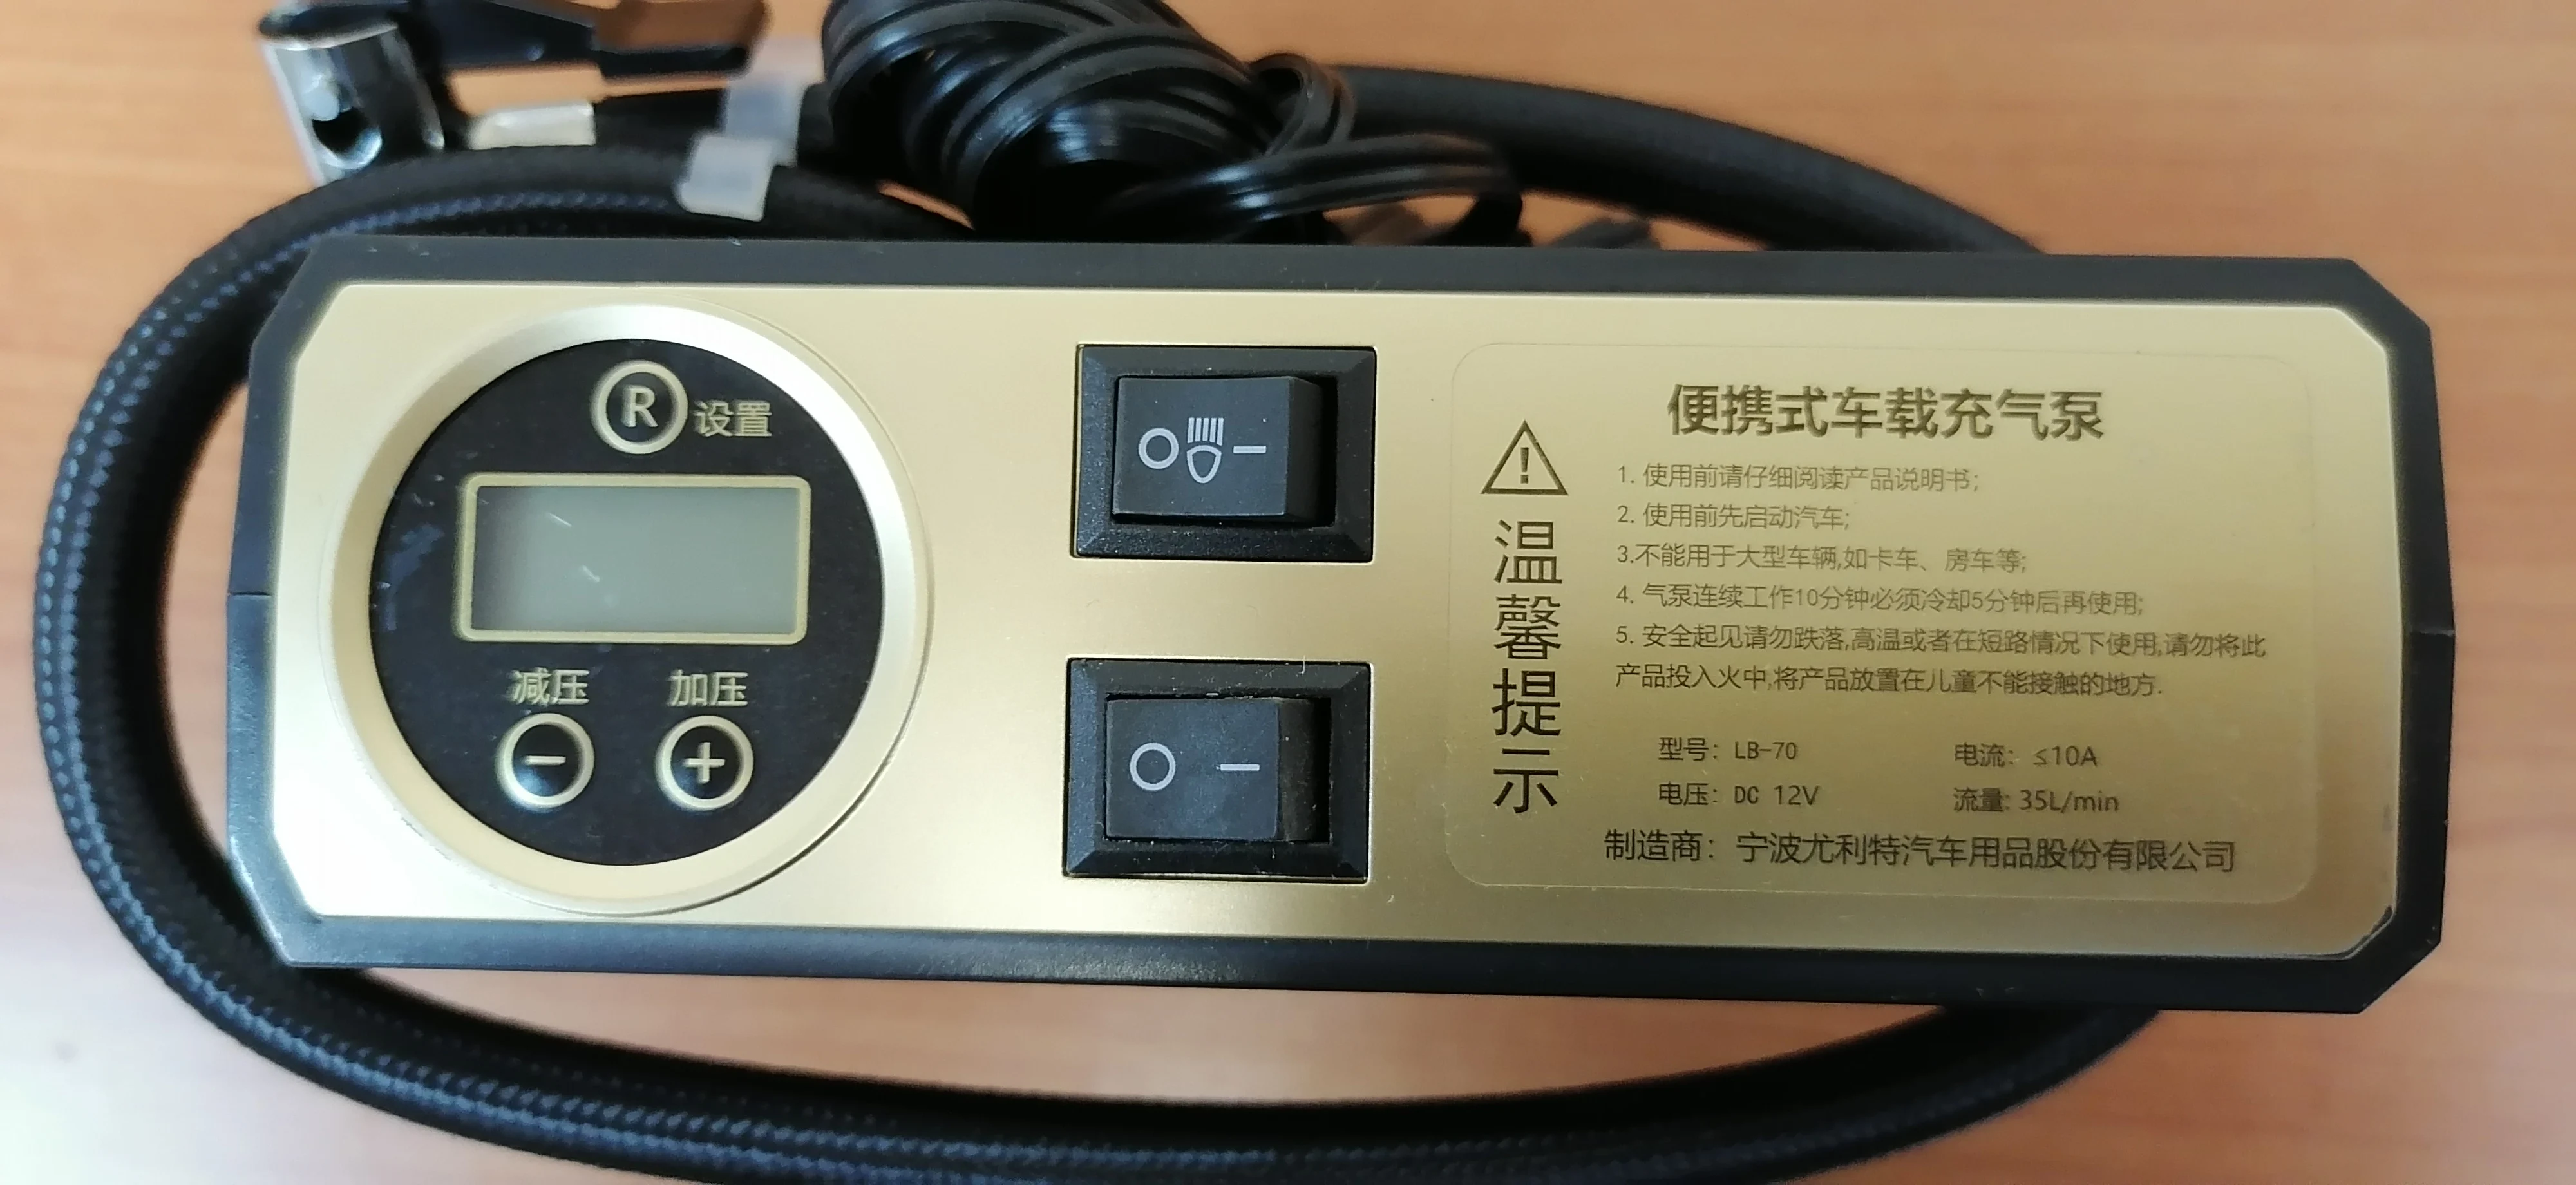 R 设置
减压 加压
− +
便携式车载充气泵
温馨提示
1. 使用前请仔细阅读产品说明书;
2. 使用前先启动汽车;
3.不能用于大型车辆,如卡车、房车等;
4. 气泵连续工作10分钟必须冷却5分钟后再使用;
5. 安全起见请勿跌落,高温或者在短路情况下使用,请勿将此
产品投入火中,将产品放置在儿童不能接触的地方.
型号: LB-70 电流: ≤10A
电压: DC 12V 流量: 35L/min
制造商: 宁波尤利特汽车用品股份有限公司